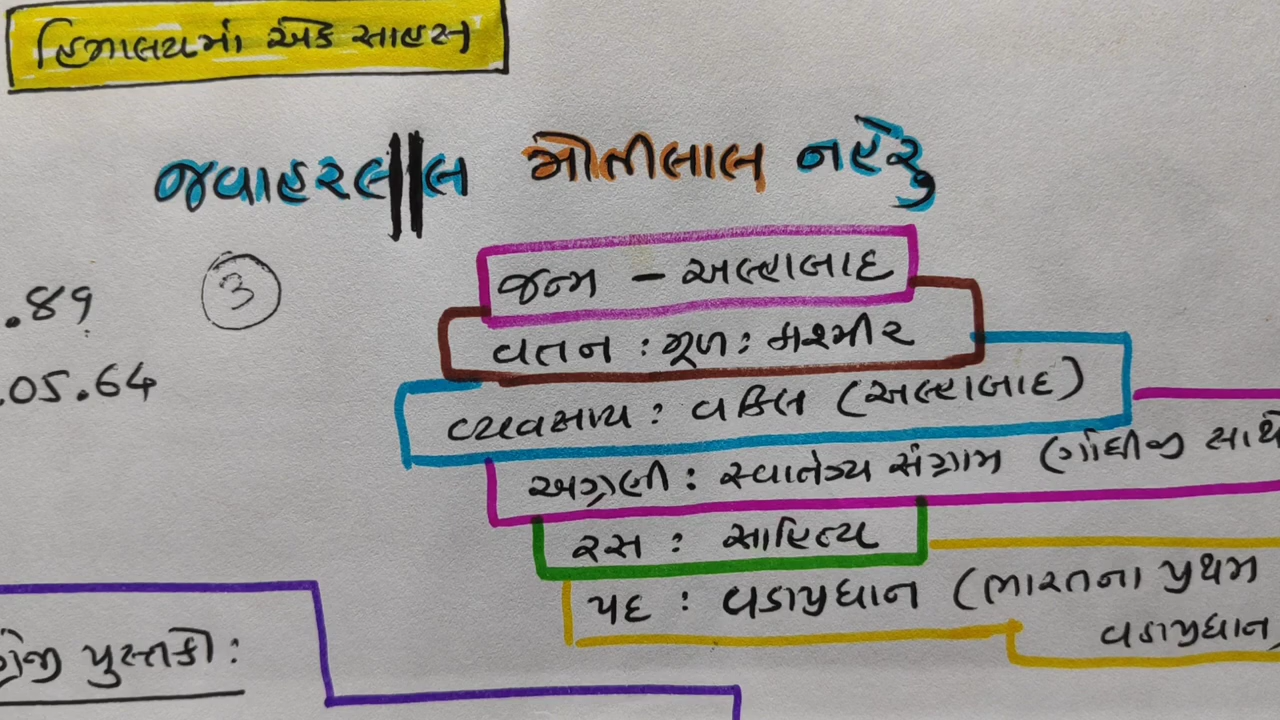 હિમાલયમાં એક સાહસ
જવાહરલાલ મોતીલાલ નહેરુ
જન્મ – અલ્હાબાદ
.89
૩
વતન : મૂળ : કાશ્મીર
.05.64
વ્યવસાય : વકિલ (અલ્હાબાદ)
અગ્રણી : સ્વાતંત્ર્ય સંગ્રામ (ગાંધીજી સાથે
રસ : સાહિત્ય
પદ : વડાપ્રધાન (ભારતના પ્રથમ
વડાપ્રધાન)
પુસ્તકો :